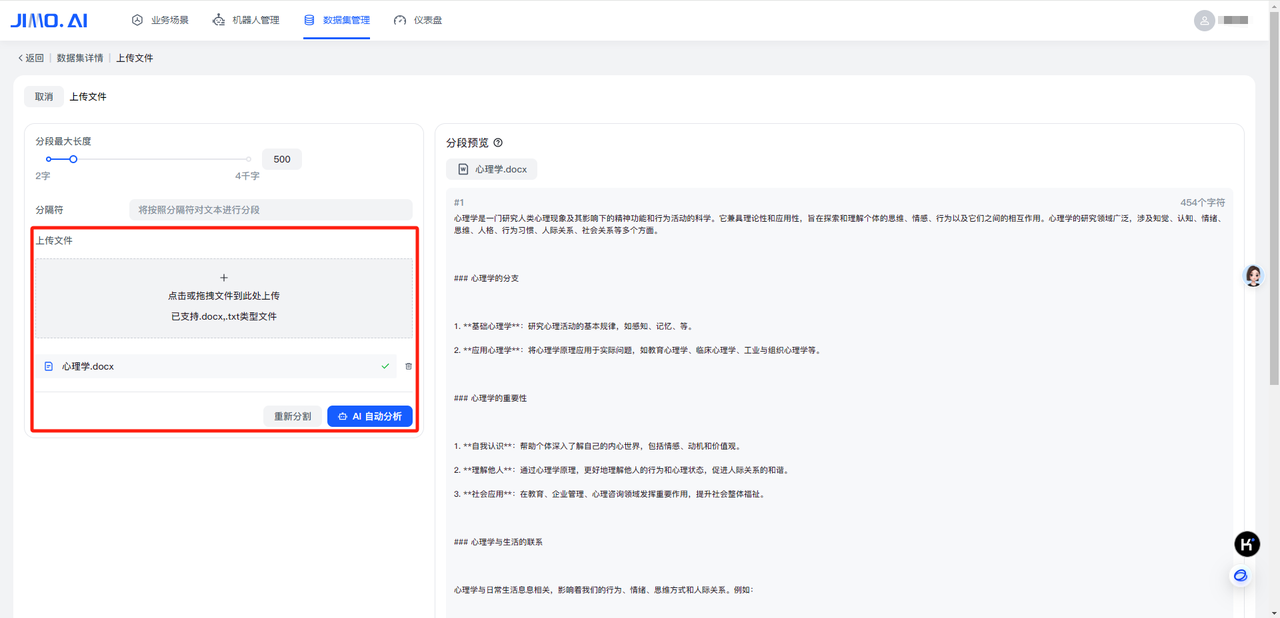 JIMO.AI 业务场景 机器人管理 数据集管理 仪表盘
返回 | 数据集详情 | 上传文件
取消 上传文件
分段最大长度
500
2字 4千字
分隔符 将按照分隔符对文本进行分段
上传文件
+
点击或拖拽文件到此处上传
已支持.docx,.txt类型文件
心理学.docx
重新分割 AI 自动分析
分段预览
心理学.docx
#1 454个字符
心理学是一门研究人类心理现象及其影响下的精神功能和行为活动的科学。它兼具理论性和应用性，旨在探索和理解个体的思维、情感、行为以及它们之间的相互作用。心理学的研究领域广泛，涉及知觉、认知、情绪、
思维、人格、行为习惯、人际关系、社会关系等多个方面。
### 心理学的分支
1. **基础心理学**：研究心理活动的基本规律，如感知、记忆、等。
2. **应用心理学**：将心理学原理应用于实际问题，如教育心理学、临床心理学、工业与组织心理学等。
### 心理学的重要性
1. **自我认识**：帮助个体深入了解自己的内心世界，包括情感、动机和价值观。
2. **理解他人**：通过心理学原理，更好地理解他人的行为和心理状态，促进人际关系的和谐。
3. **社会应用**：在教育、企业管理、心理咨询领域发挥重要作用，提升社会整体福祉。
### 心理学与生活的联系
心理学与日常生活息息相关，影响着我们的行为、情绪、思维方式和人际关系。例如：